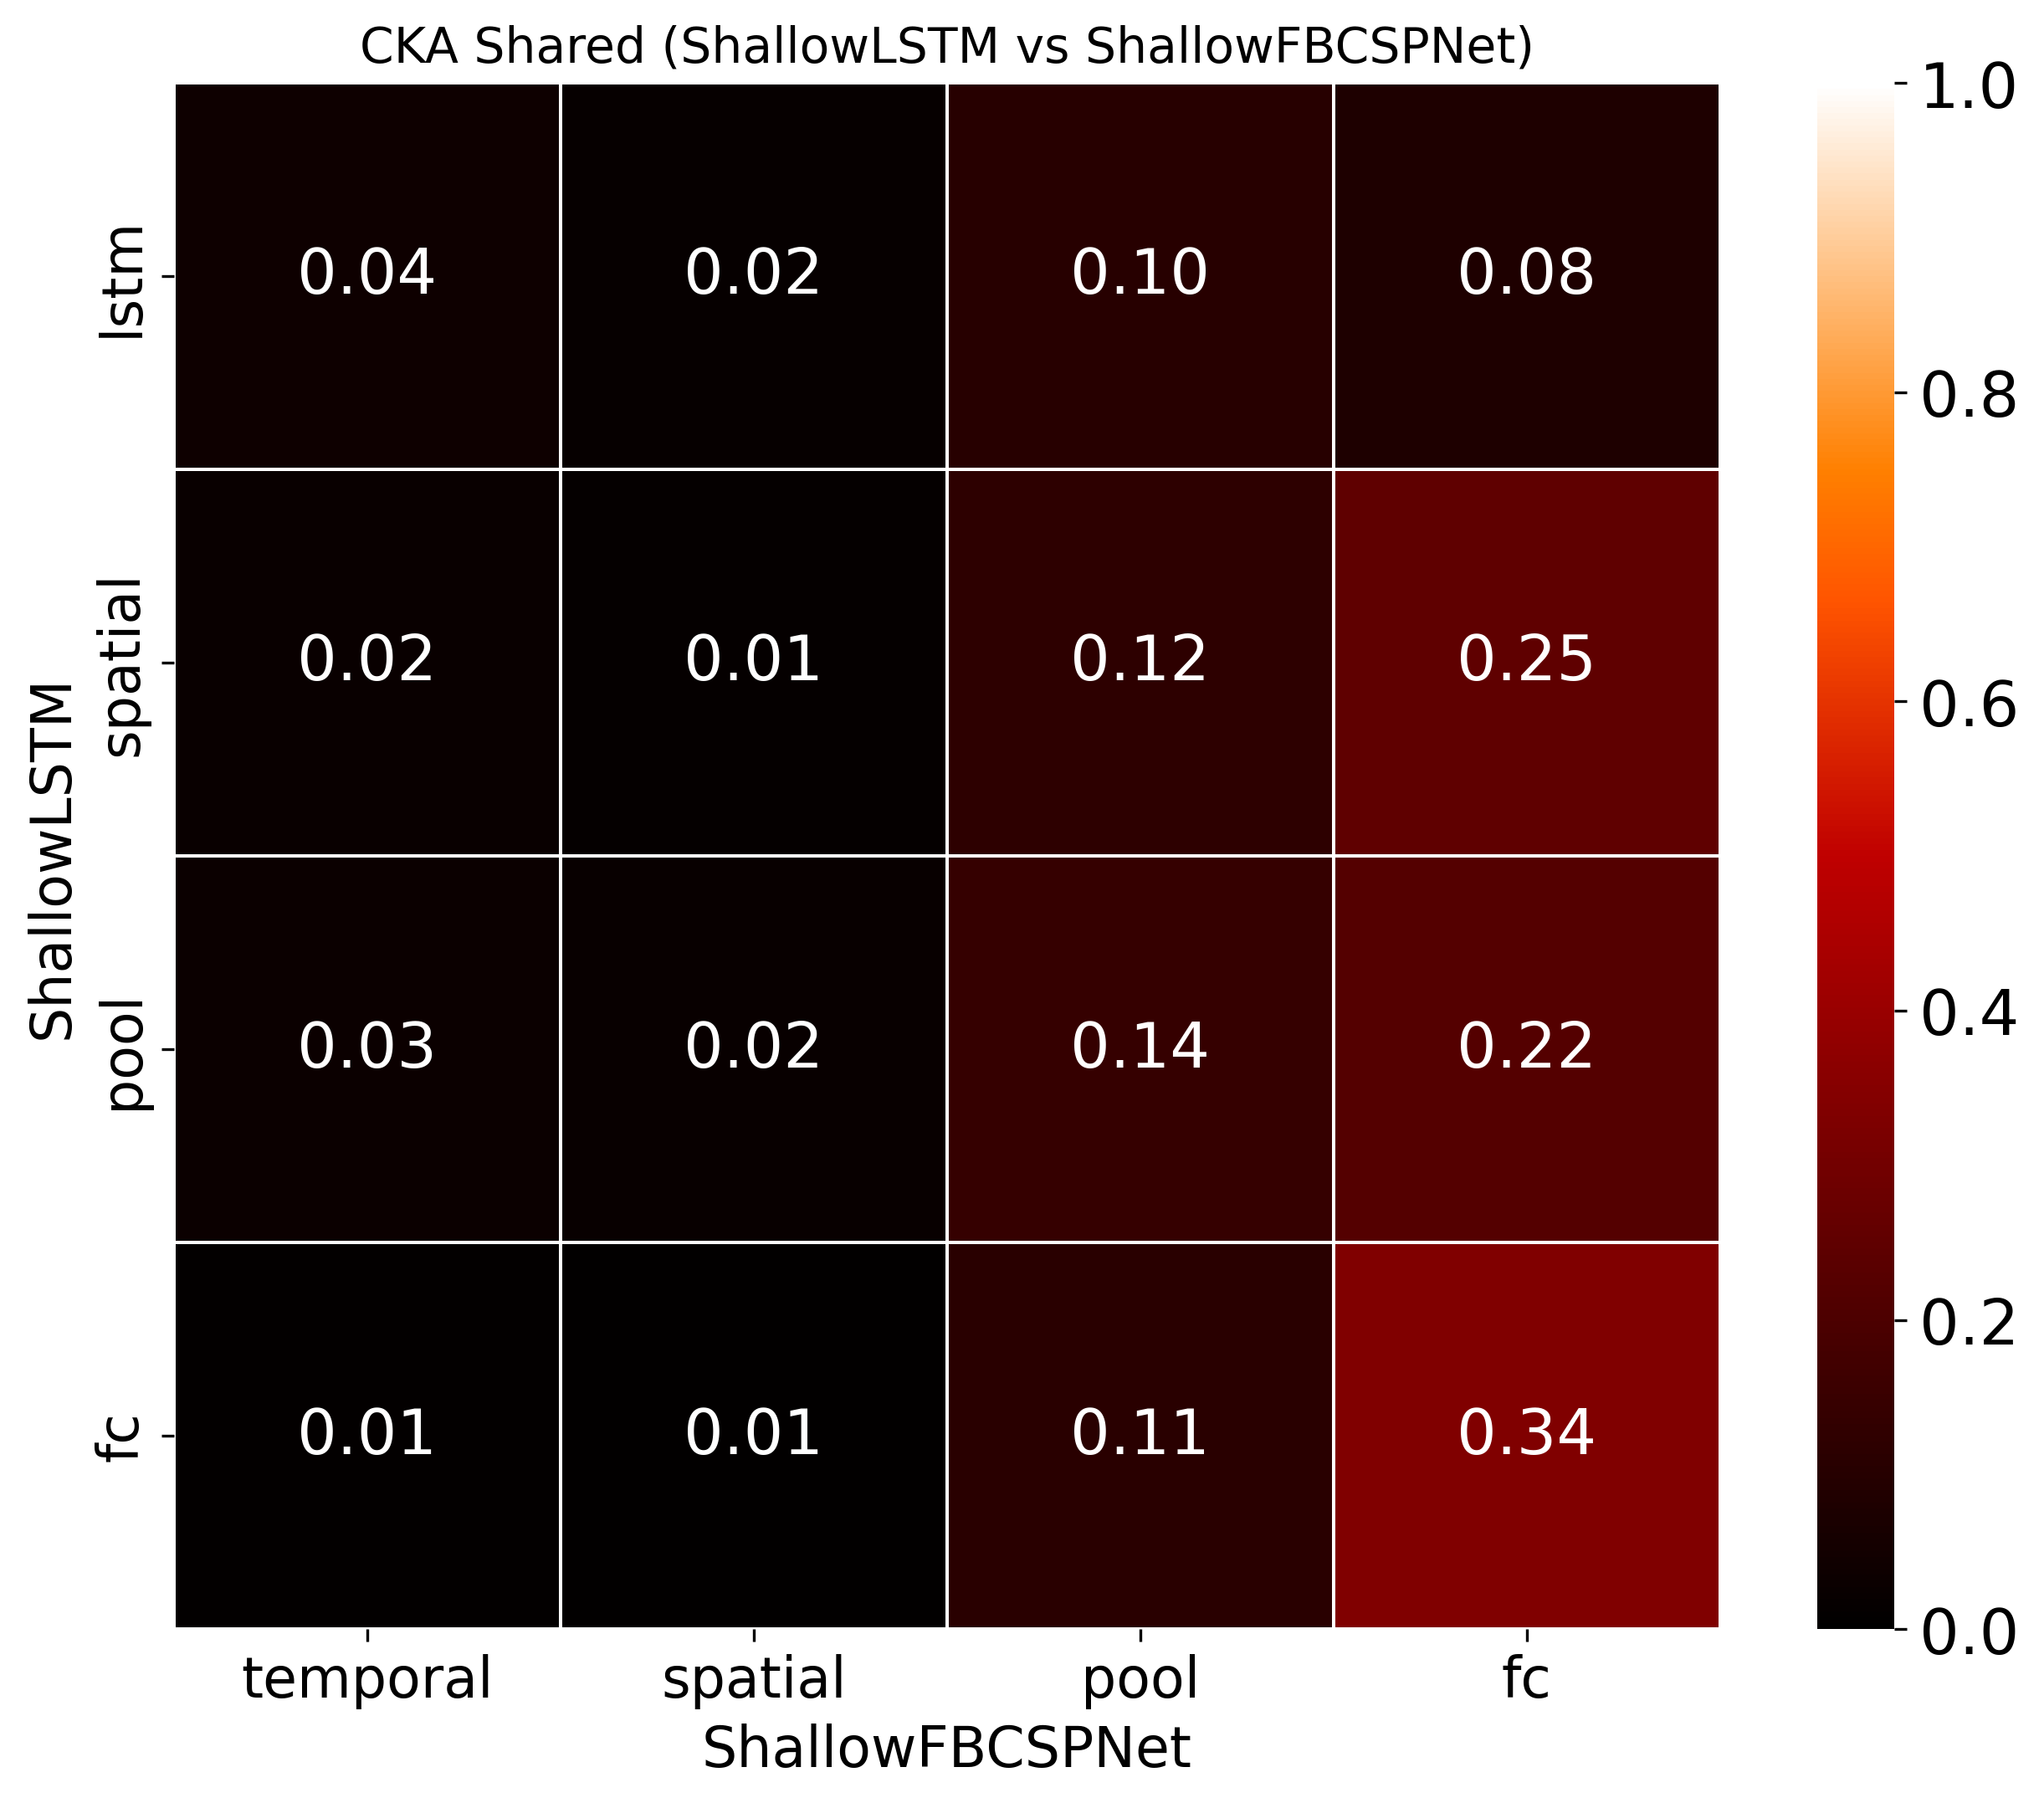 CKA Shared (ShallowLSTM vs ShallowFBCSPNet)
ShallowLSTM
lstm 0.04 0.02 0.10 0.08
spatial 0.02 0.01 0.12 0.25
pool 0.03 0.02 0.14 0.22
fc 0.01 0.01 0.11 0.34
temporal spatial pool fc
ShallowFBCSPNet
1.0
0.8
0.6
0.4
0.2
0.0